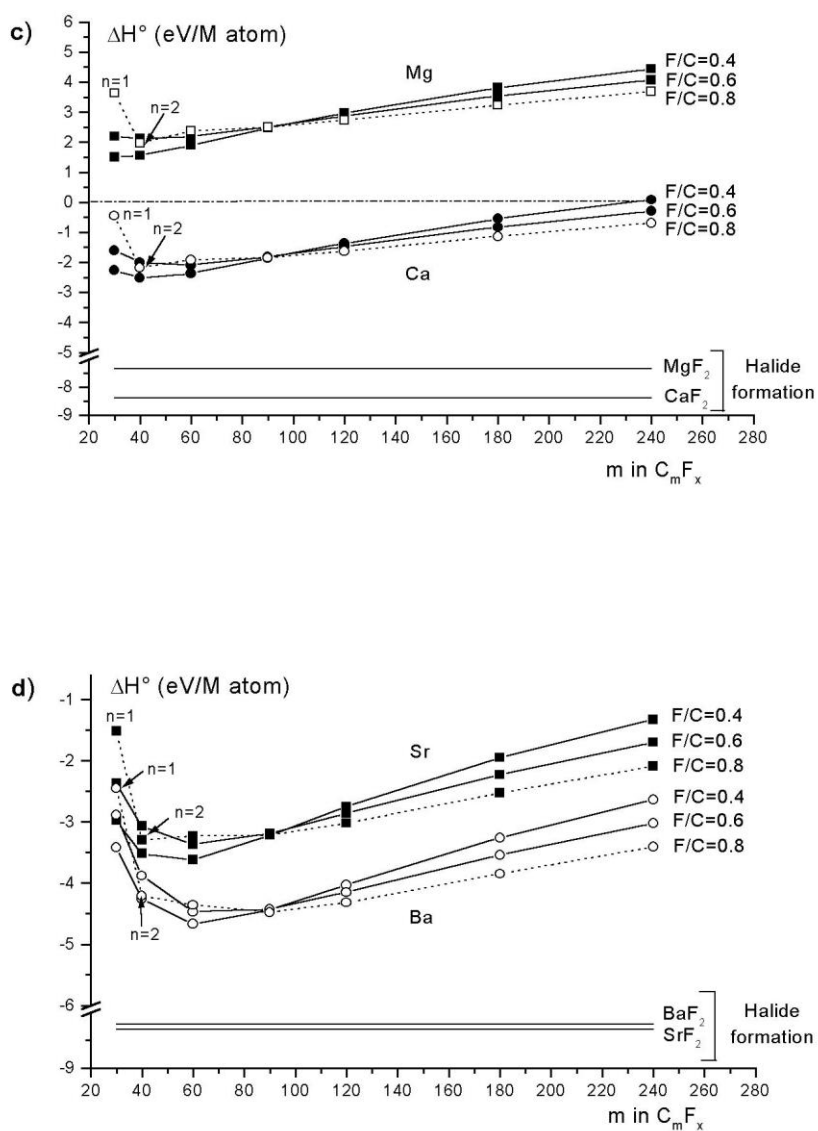 c)
ΔH° (eV/M atom)
6
5
4
3
2
1
0
-1
-2
-3
-4
-5
-8
-9
n=1
n=2
Mg
F/C=0.4
F/C=0.6
F/C=0.8
n=1
n=2
Ca
F/C=0.4
F/C=0.6
F/C=0.8
MgF₂
CaF₂
Halide
formation
20 40 60 80 100 120 140 160 180 200 220 240 260 280
m in CₘFₓ
d)
ΔH° (eV/M atom)
-1
-2
-3
-4
-5
-6
-9
n=1
n=1
n=2
Sr
F/C=0.4
F/C=0.6
F/C=0.8
n=2
Ba
F/C=0.4
F/C=0.6
F/C=0.8
BaF₂
SrF₂
Halide
formation
20 40 60 80 100 120 140 160 180 200 220 240 260 280
m in CₘFₓ